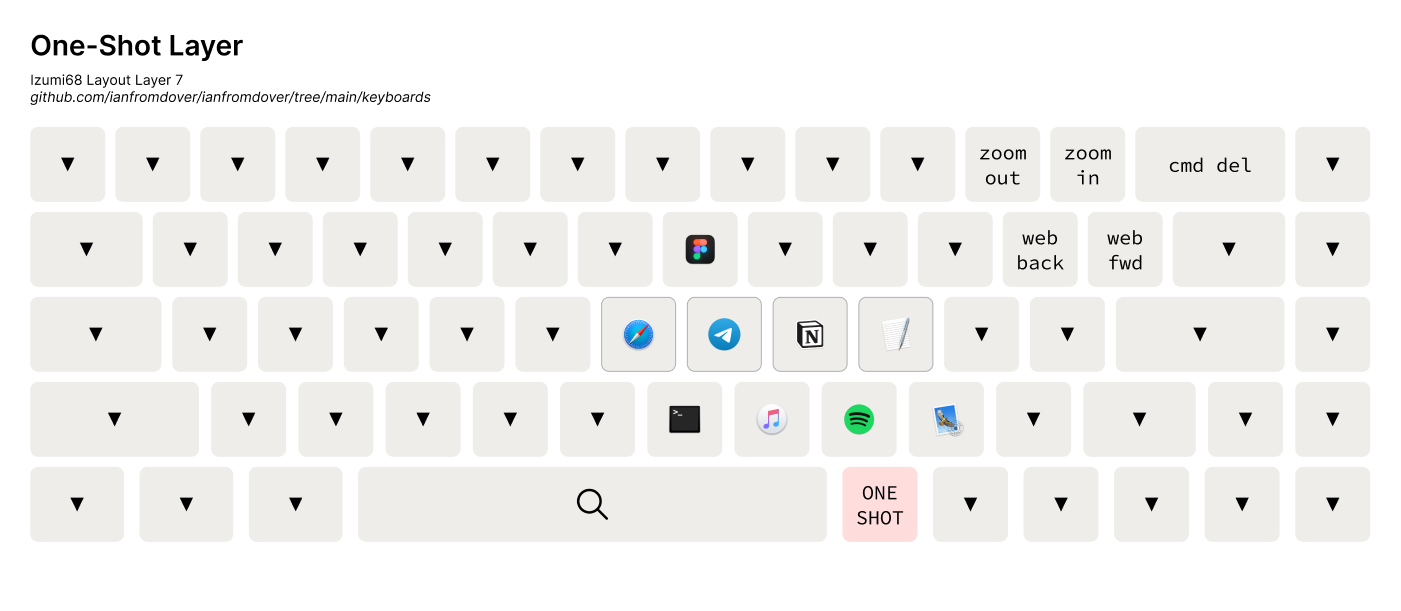 One-Shot Layer
Izumi68 Layout Layer 7
github.com/ianfromdover/ianfromdover/tree/main/keyboards
zoom
out
zoom
in
cmd del
web
back
web
fwd
N
>_
ONE
SHOT